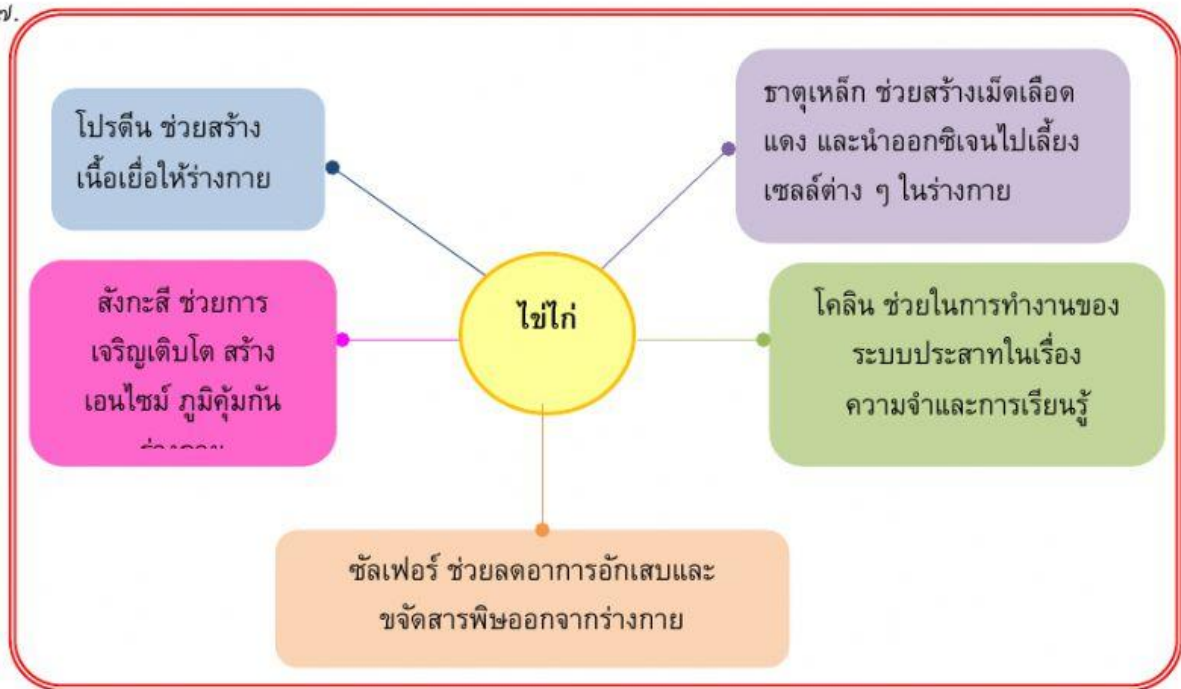 ๗.
โปรตีน ช่วยสร้าง
เนื้อเยื่อให้ร่างกาย
ธาตุเหล็ก ช่วยสร้างเม็ดเลือด
แดง และนำออกซิเจนไปเลี้ยง
เซลล์ต่าง ๆ ในร่างกาย
ไข่ไก่
สังกะสี ช่วยการ
เจริญเติบโต สร้าง
เอนไซม์ ภูมิคุ้มกัน
โคลิน ช่วยในการทำงานของ
ระบบประสาทในเรื่อง
ความจำและการเรียนรู้
ซัลเฟอร์ ช่วยลดอาการอักเสบและ
ขจัดสารพิษออกจากร่างกาย